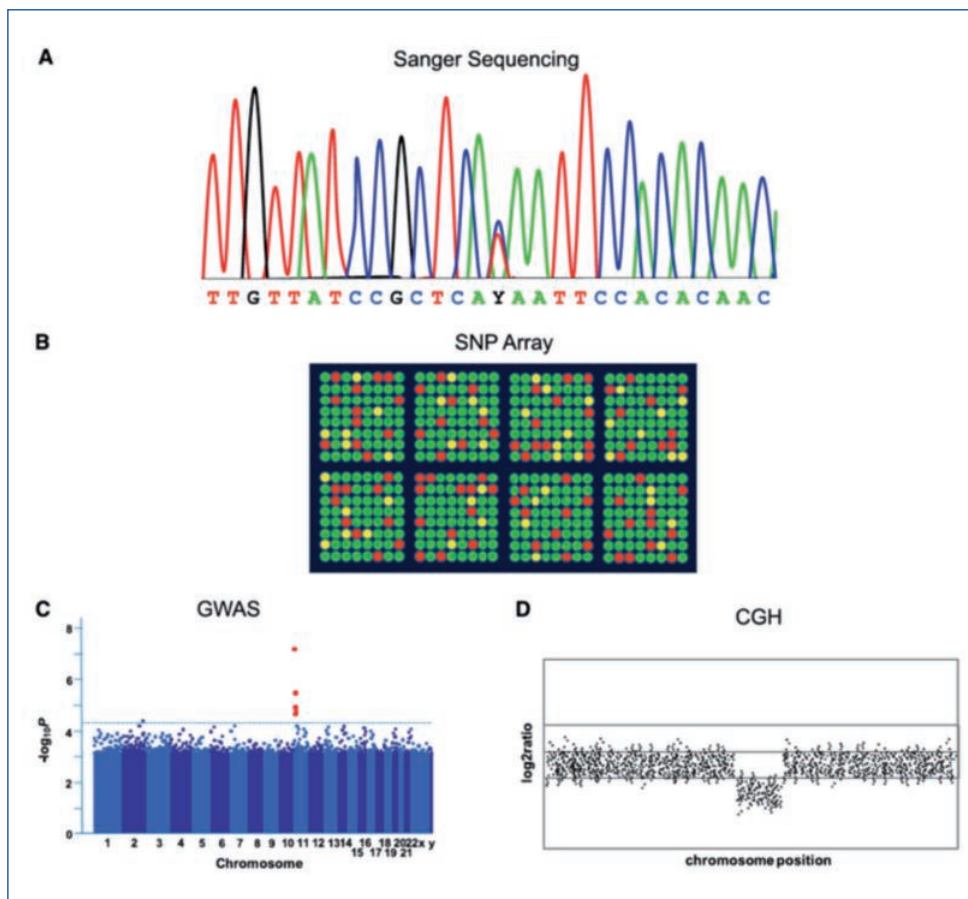 A
Sanger Sequencing
T T G T T A T C C G C T C A Y A A T T C C A C A C A A C
B
SNP Array
C
GWAS
8
6
4
2
0
-log10P
1 2 3 4 5 6 7 8 9 10 11 12 1314 16 18 2022x y
15 17 19 21
Chromosome
D
CGH
log2ratio
chromosome position